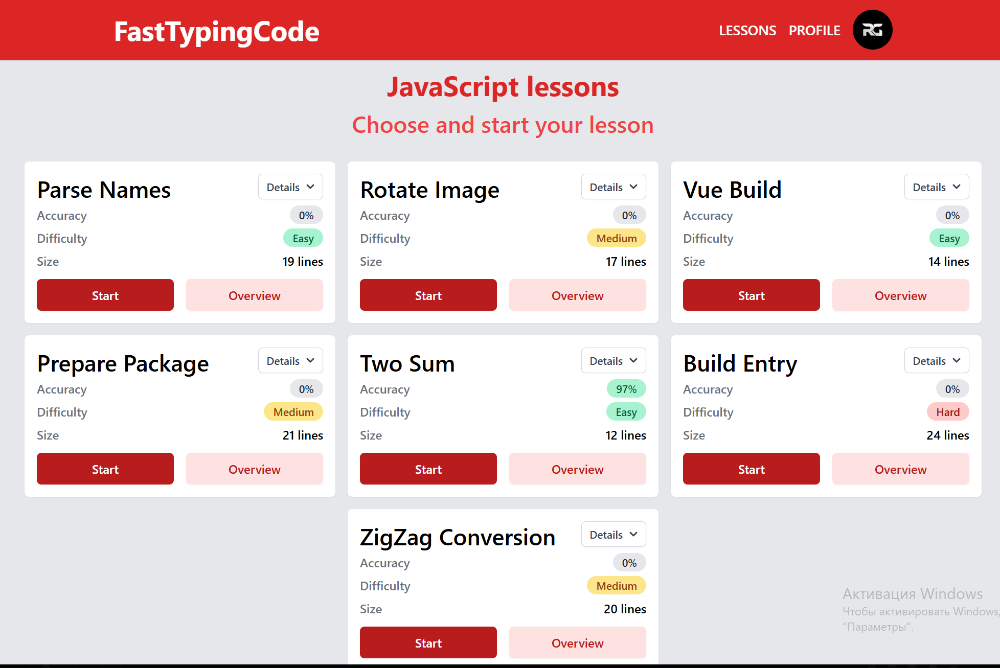 FastTypingCode
LESSONS PROFILE RG
JavaScript lessons
Choose and start your lesson
Parse Names Details
Accuracy 0%
Difficulty Easy
Size 19 lines
Start Overview
Rotate Image Details
Accuracy 0%
Difficulty Medium
Size 17 lines
Start Overview
Vue Build Details
Accuracy 0%
Difficulty Easy
Size 14 lines
Start Overview
Prepare Package Details
Accuracy 0%
Difficulty Medium
Size 21 lines
Start Overview
Two Sum Details
Accuracy 97%
Difficulty Easy
Size 12 lines
Start Overview
Build Entry Details
Accuracy 0%
Difficulty Hard
Size 24 lines
Start Overview
ZigZag Conversion Details
Accuracy 0%
Difficulty Medium
Size 20 lines
Start Overview
Активация Windows
Чтобы активировать Windows,
"Параметры".